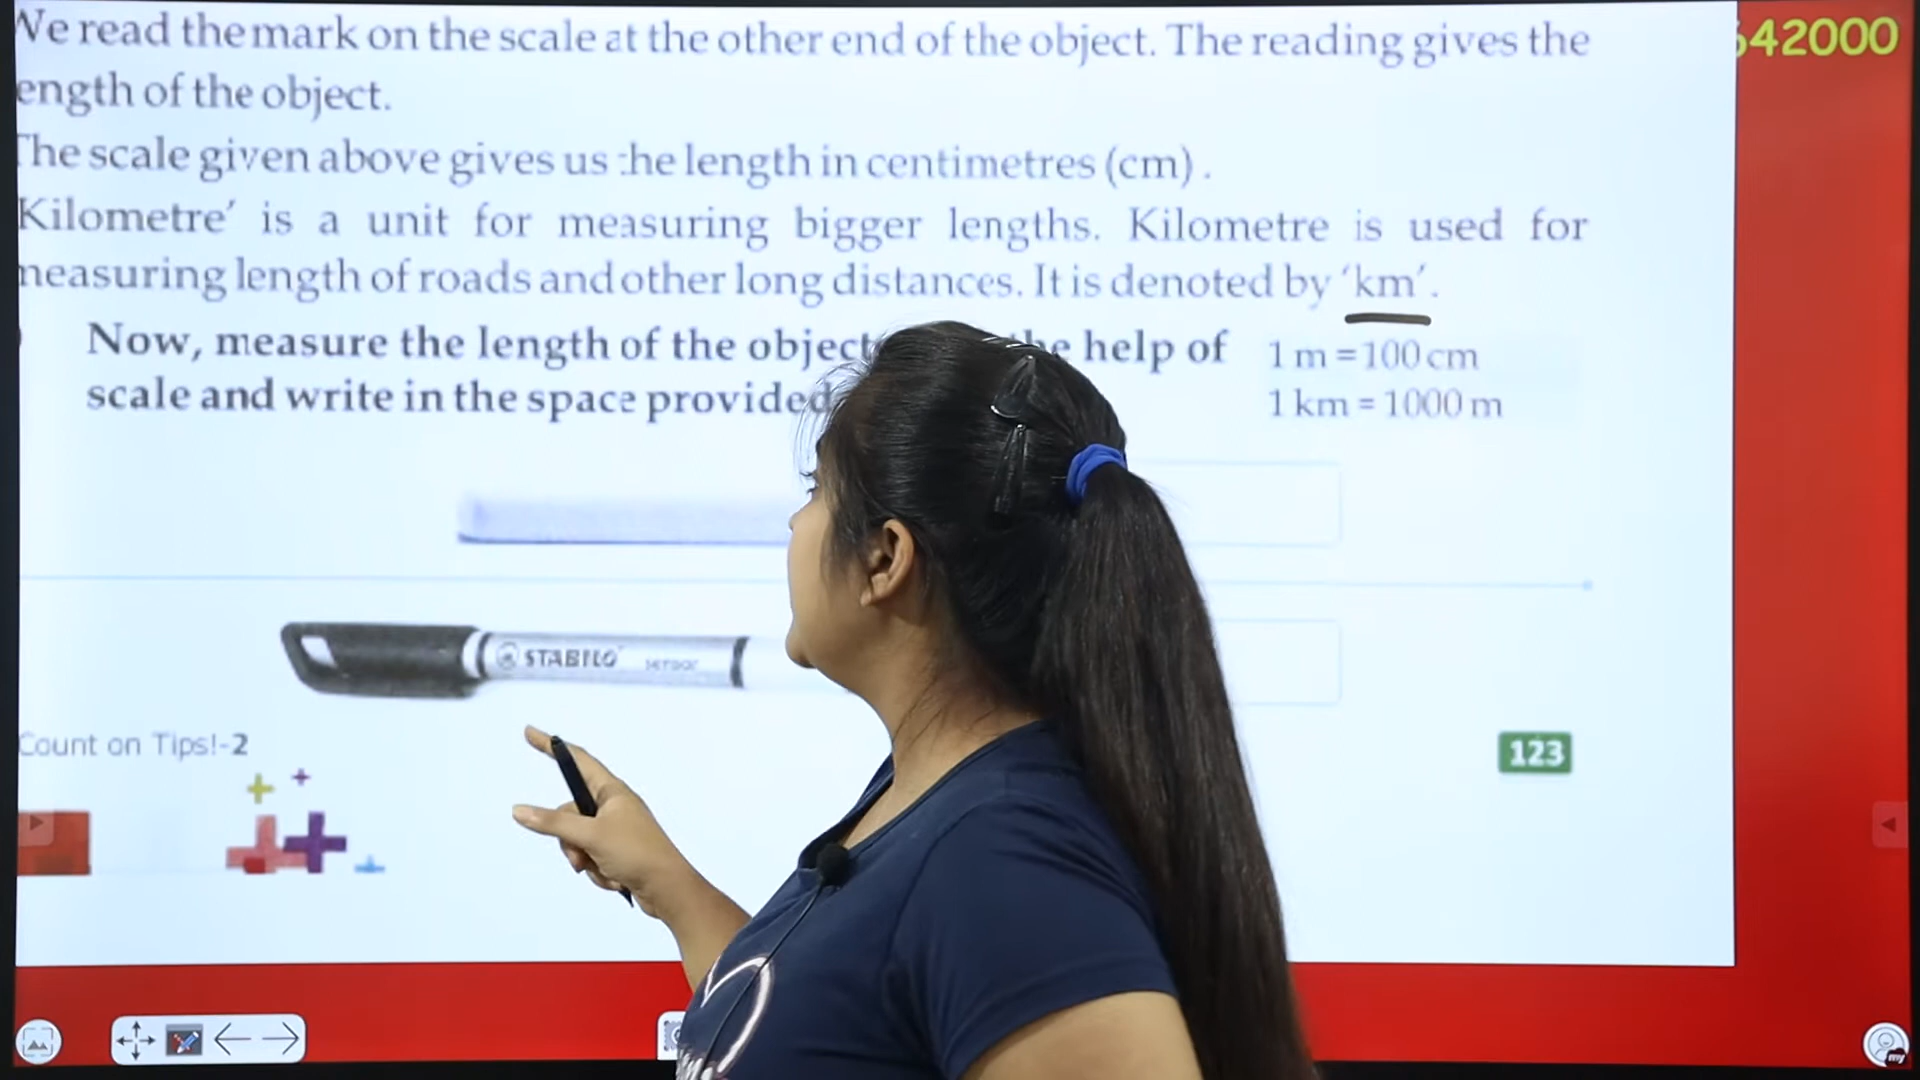 We read the mark on the scale at the other end of the object. The reading gives the
ength of the object.
The scale given above gives us the length in centimetres (cm) .
Kilometre’ is a unit for measuring bigger lengths. Kilometre is used for
measuring length of roads and other long distances. It is denoted by ‘km’.
Now, measure the length of the object help of
scale and write in the space provided
1 m = 100 cm
1 km = 1000 m
STABILO
Count on Tips!-2
123
642000
my